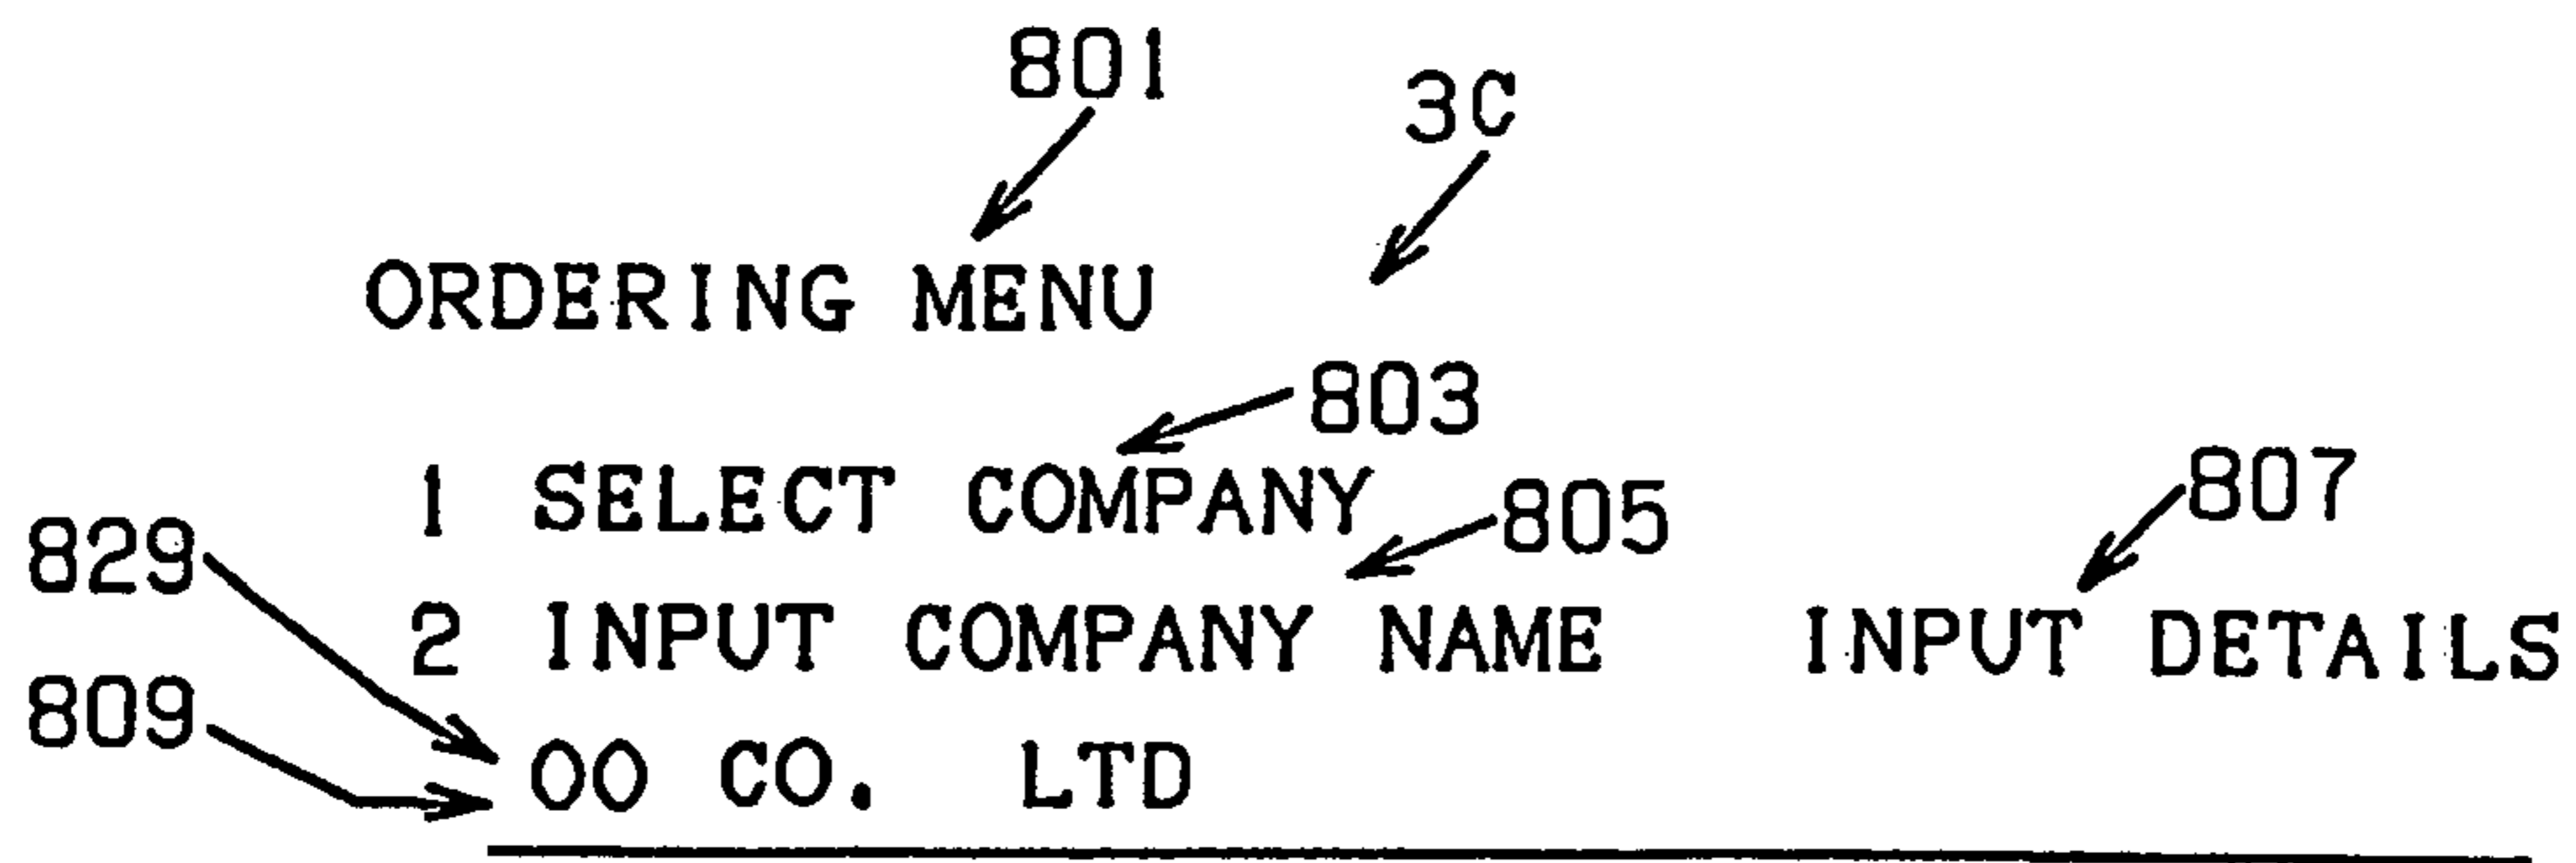 801
3C
ORDERING MENU
803
1 SELECT COMPANY
805
807
829
2 INPUT COMPANY NAME INPUT DETAILS
809
OO CO. LTD